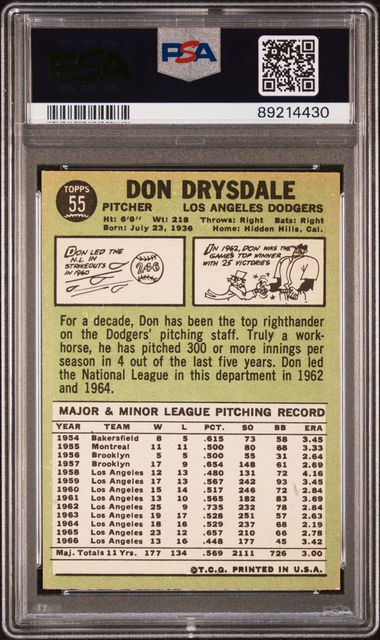 PSA
PSA
89214430
TOPPS
55
DON DRYSDALE
PITCHER LOS ANGELES DODGERS
Ht: 6'6" Wt: 218 Throws: Right Bats: Right
Born: July 23, 1936 Home: Hidden Hills, Cal.
DON LED THE
N.L. IN
STRIKEOUTS
IN 1960
246
IN 1962, DON WAS THE
GAMES TOP WINNER
WITH 25 VICTORIES
For a decade, Don has been the top righthander
on the Dodgers' pitching staff. Truly a work-
horse, he has pitched 300 or more innings per
season in 4 out of the last five years. Don led
the National League in this department in 1962
and 1964.
MAJOR & MINOR LEAGUE PITCHING RECORD
YEAR TEAM W L PCT. SO BB ERA
1954 Bakersfield 8 5 .615 73 58 3.45
1955 Montreal 11 11 .500 80 68 3.33
1956 Brooklyn 5 5 .500 55 31 2.64
1957 Brooklyn 17 9 .654 148 61 2.69
1958 Los Angeles 12 13 .480 131 72 4.16
1959 Los Angeles 17 13 .567 242 93 3.45
1960 Los Angeles 15 14 .517 246 72 2.84
1961 Los Angeles 13 10 .565 182 83 3.69
1962 Los Angeles 25 9 .735 232 78 2.84
1963 Los Angeles 19 17 .528 251 57 2.63
1964 Los Angeles 18 16 .529 237 68 2.19
1965 Los Angeles 23 12 .657 210 66 2.78
1966 Los Angeles 13 16 .448 177 45 3.42
Maj. Totals 11 Yrs. 177 134 .569 2111 726 3.00
©T.C.G. PRINTED IN U.S.A.